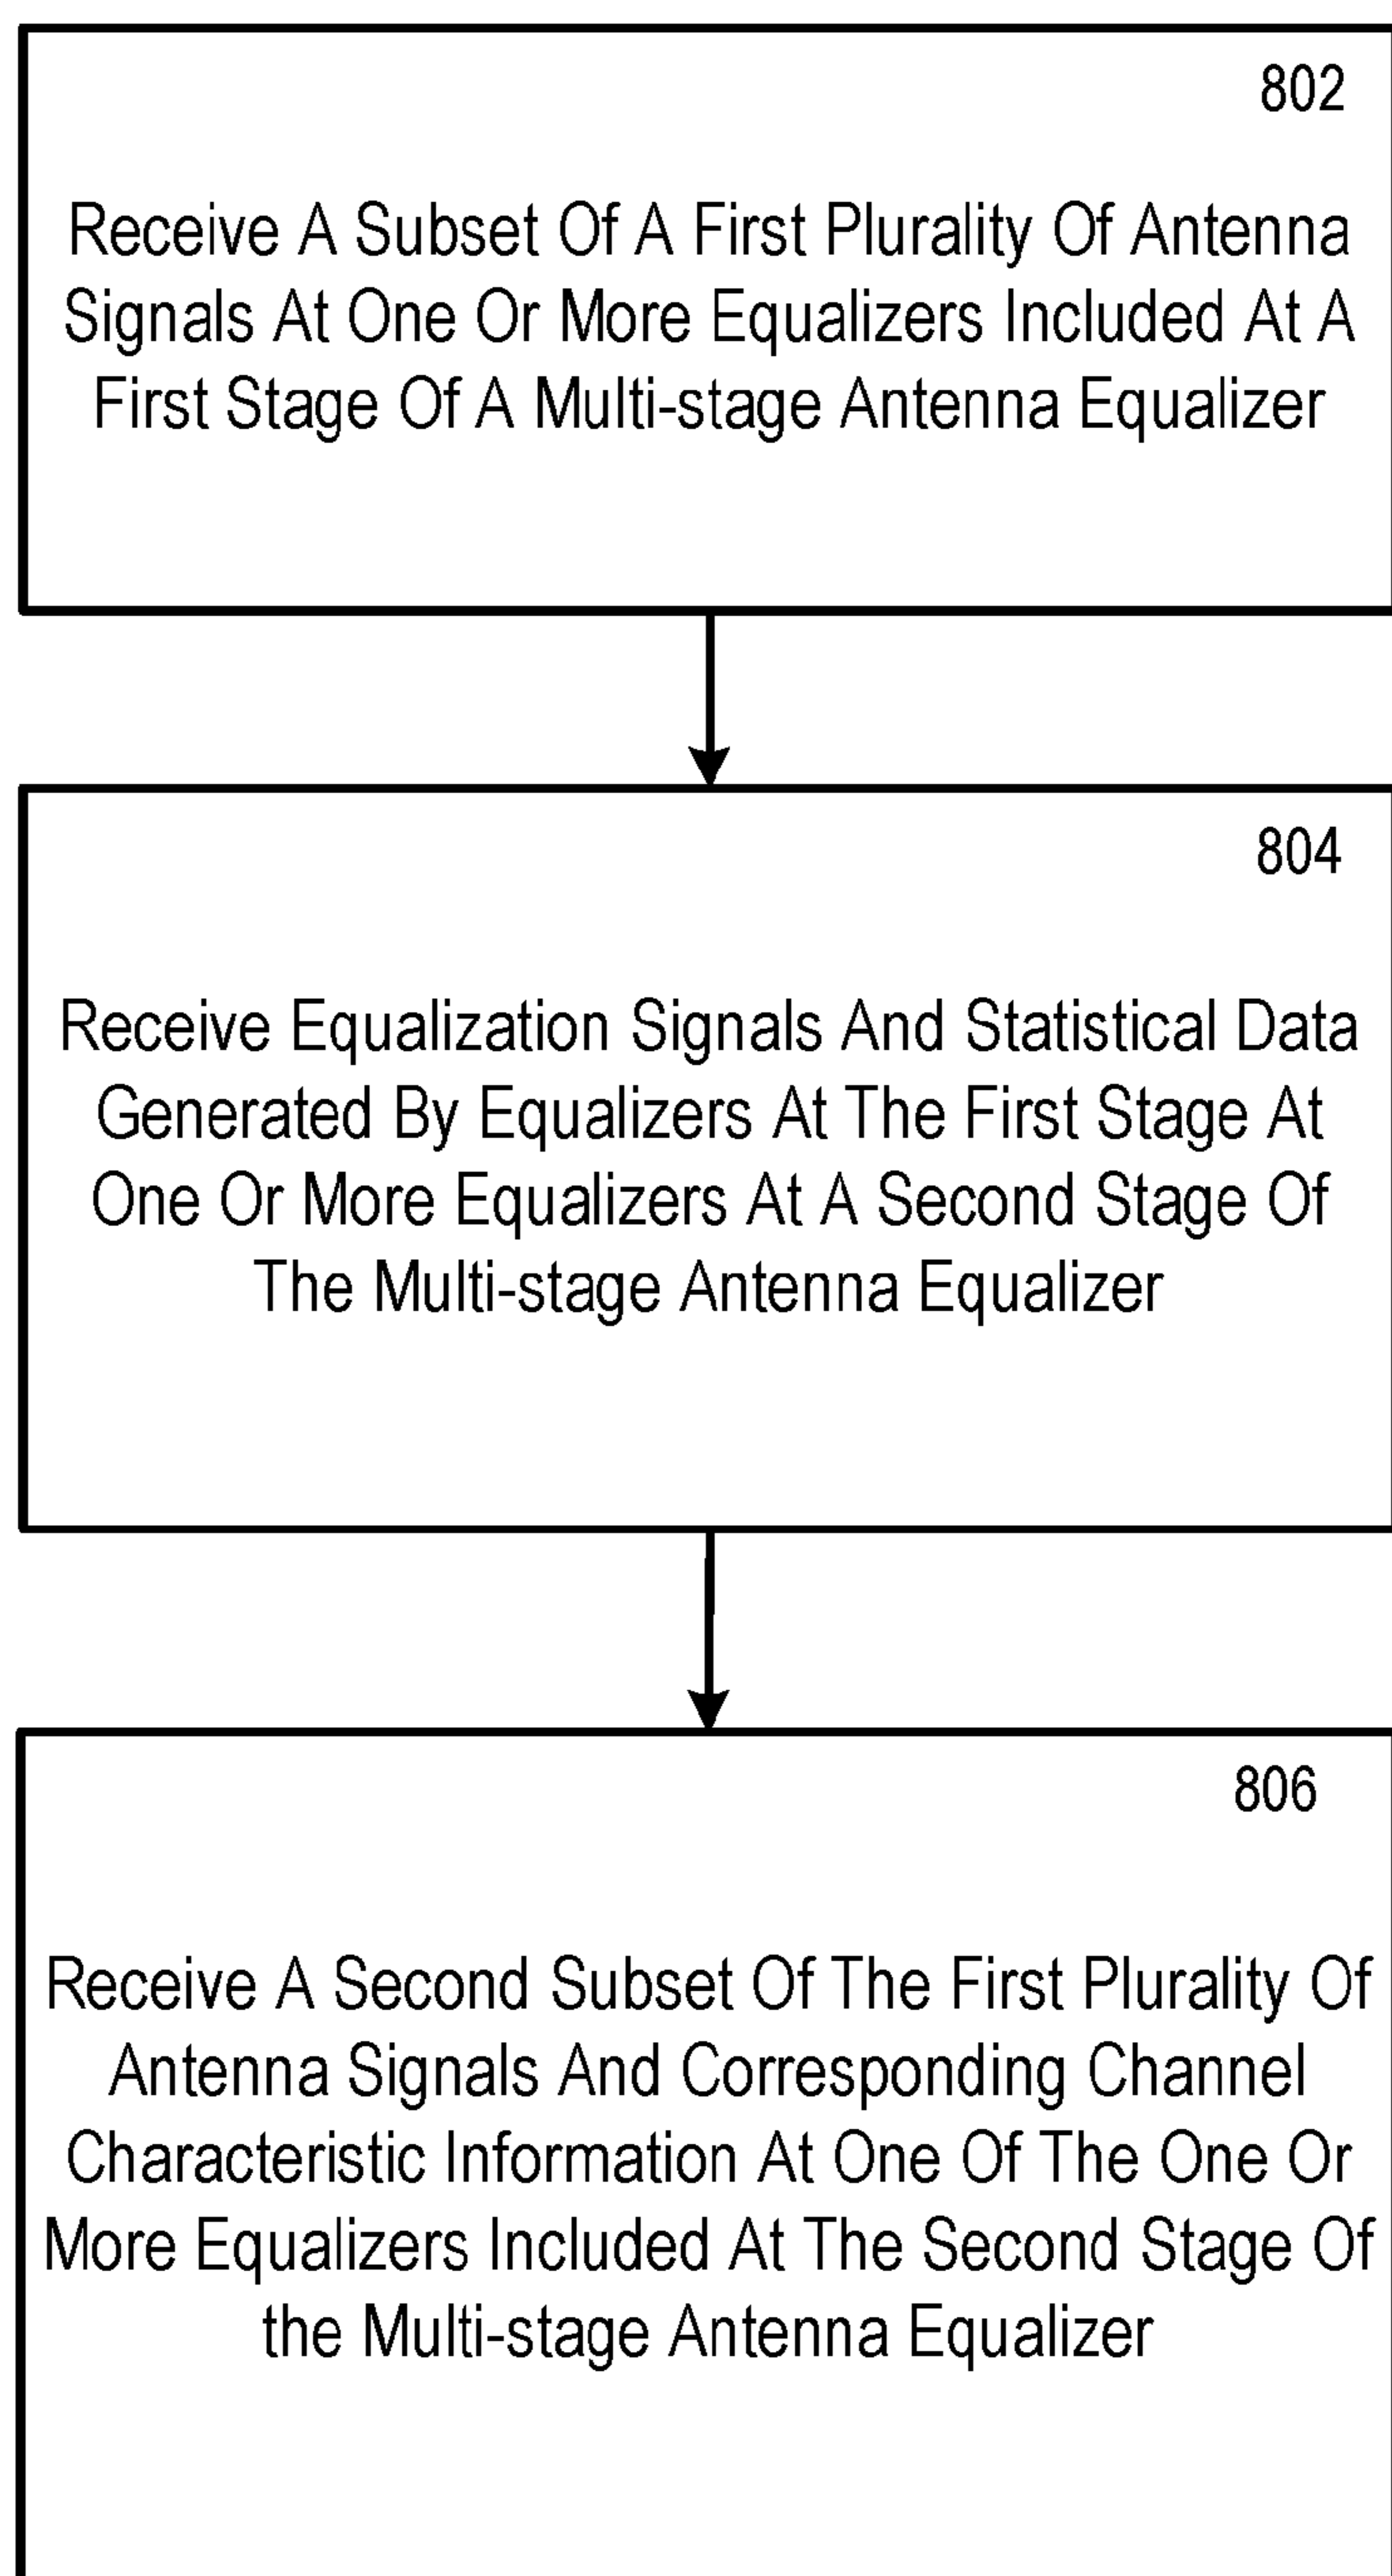 802
Receive A Subset Of A First Plurality Of Antenna
Signals At One Or More Equalizers Included At A
First Stage Of A Multi-stage Antenna Equalizer
804
Receive Equalization Signals And Statistical Data
Generated By Equalizers At The First Stage At
One Or More Equalizers At A Second Stage Of
The Multi-stage Antenna Equalizer
806
Receive A Second Subset Of The First Plurality Of
Antenna Signals And Corresponding Channel
Characteristic Information At One Of The One Or
More Equalizers Included At The Second Stage Of
the Multi-stage Antenna Equalizer